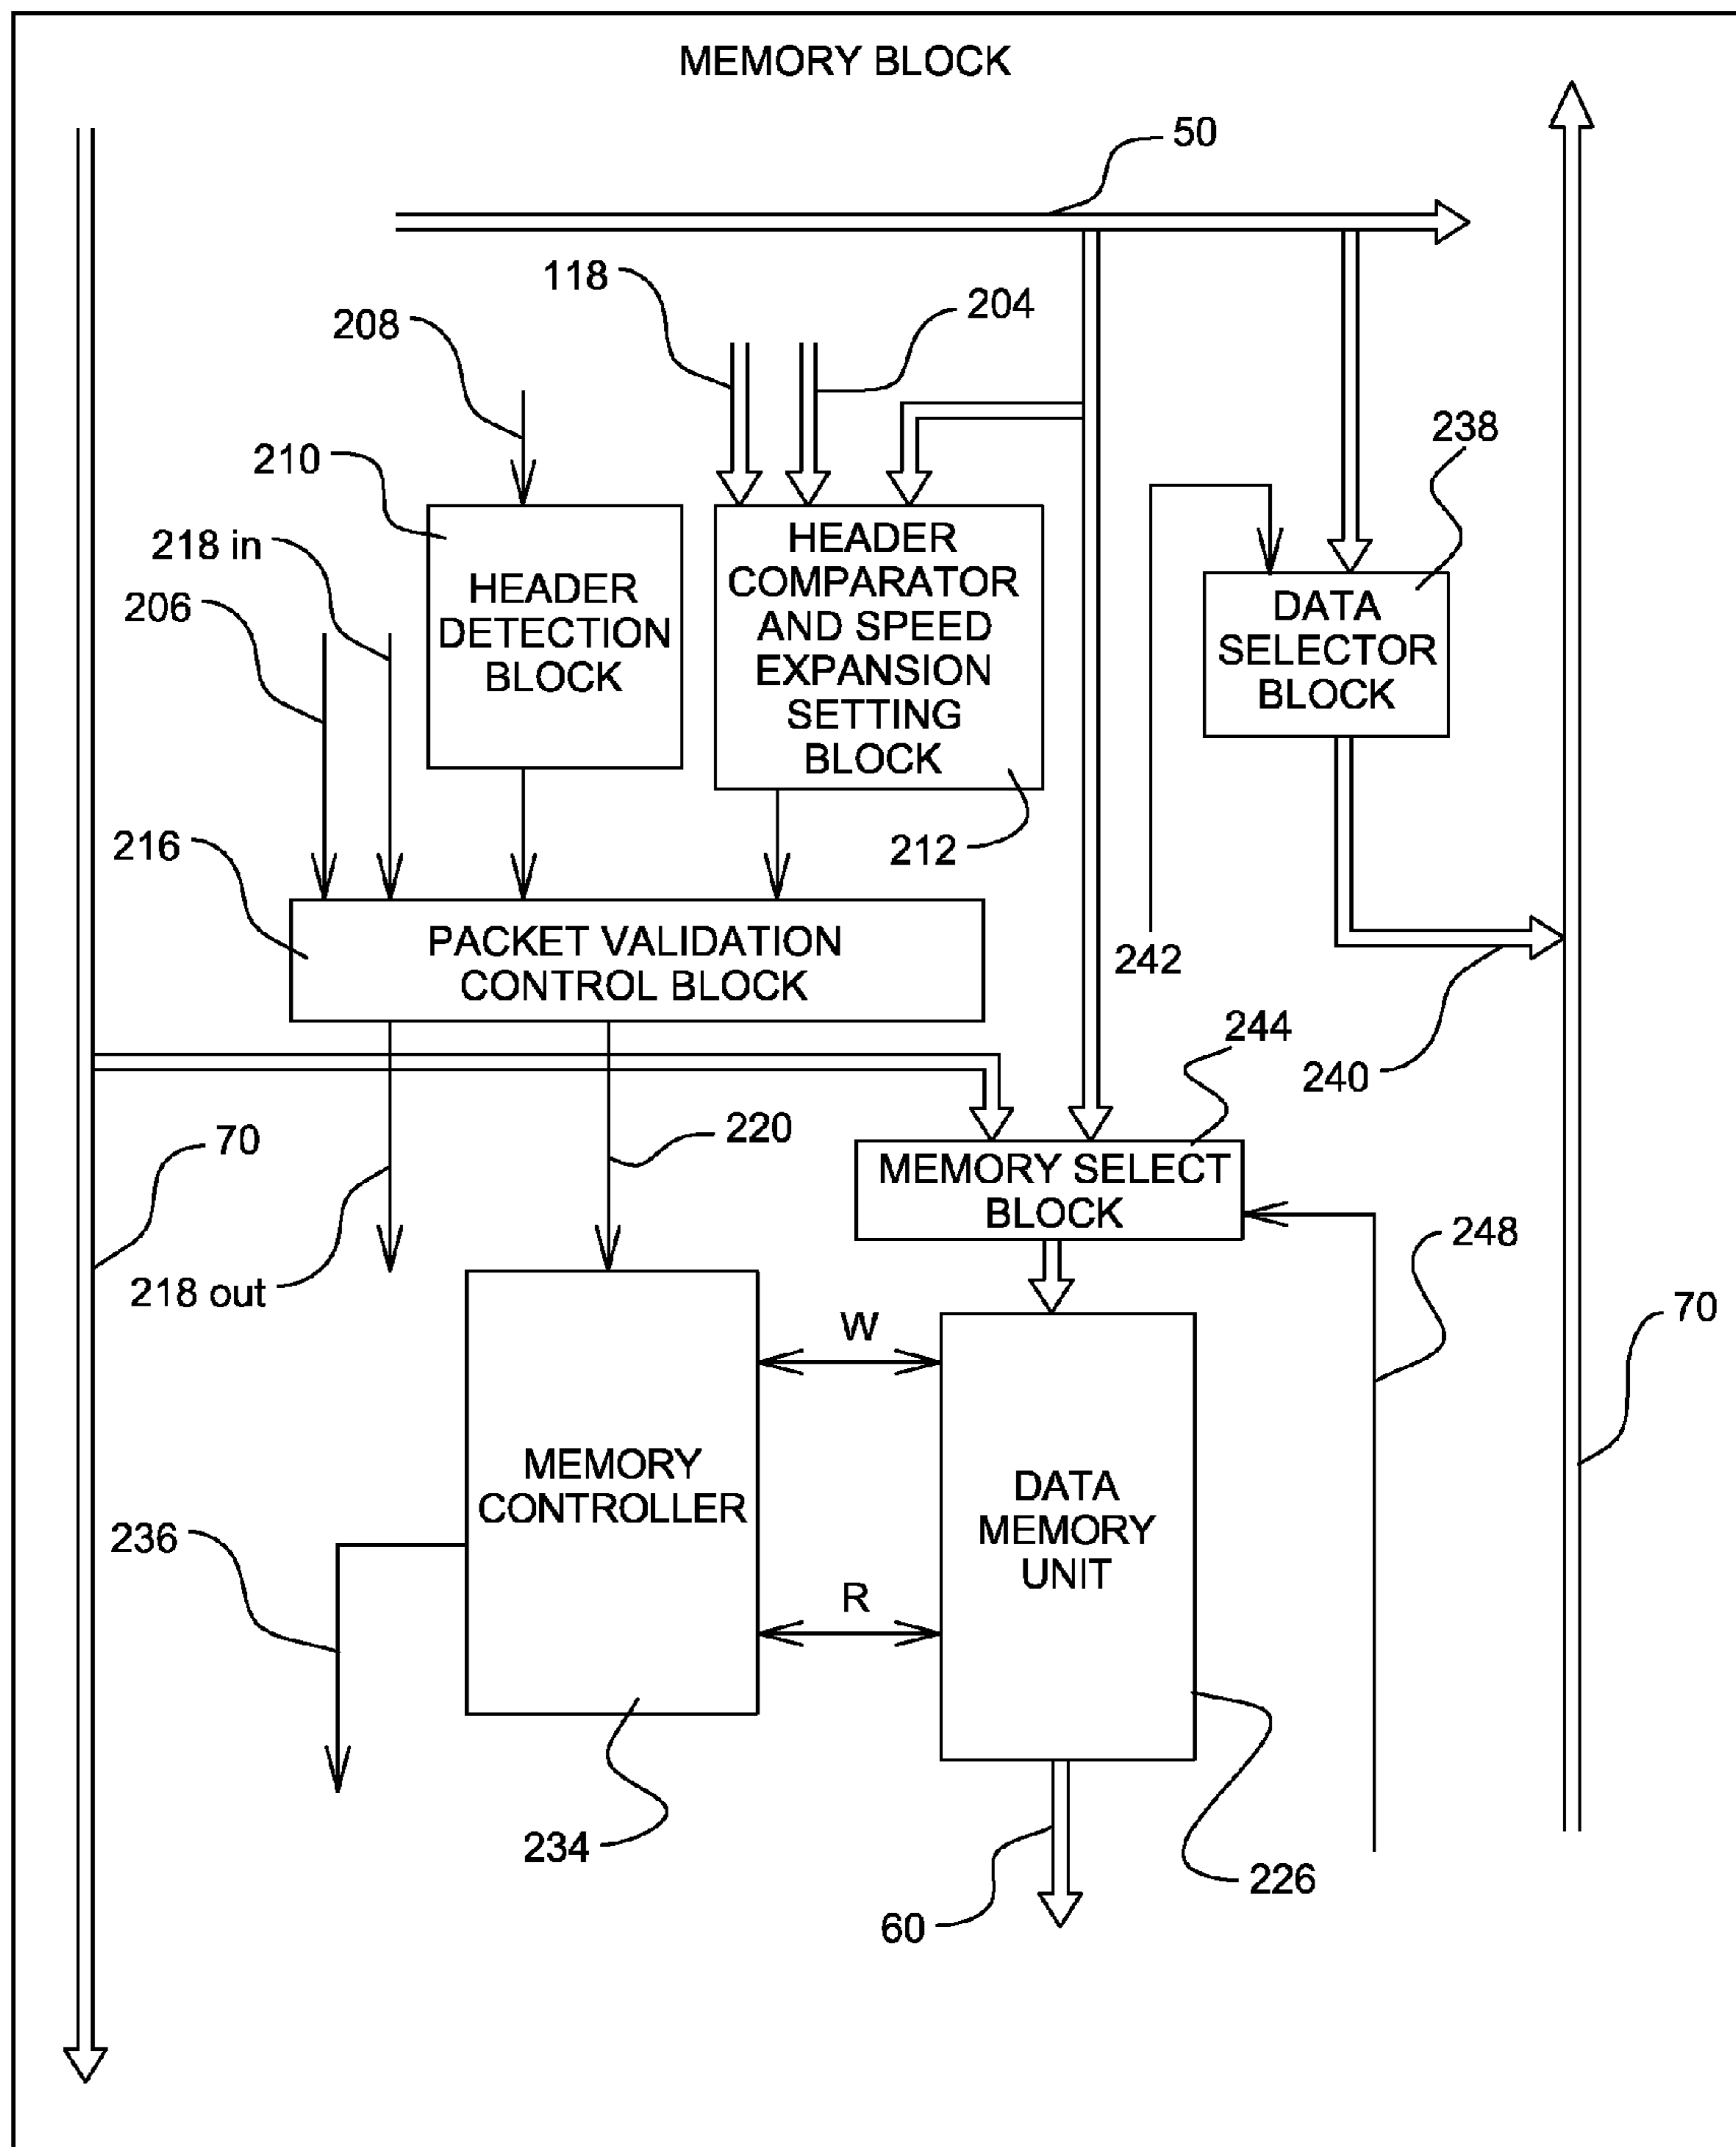 MEMORY BLOCK
50
118
204
208
238
210
218 in
206
HEADER
DETECTION
BLOCK
HEADER
COMPARATOR
AND SPEED
EXPANSION
SETTING
BLOCK
DATA
SELECTOR
BLOCK
216
212
PACKET VALIDATION
CONTROL BLOCK
242
244
240
70
220
MEMORY SELECT
BLOCK
248
218 out
70
W
MEMORY
CONTROLLER
DATA
MEMORY
UNIT
236
R
234
226
60